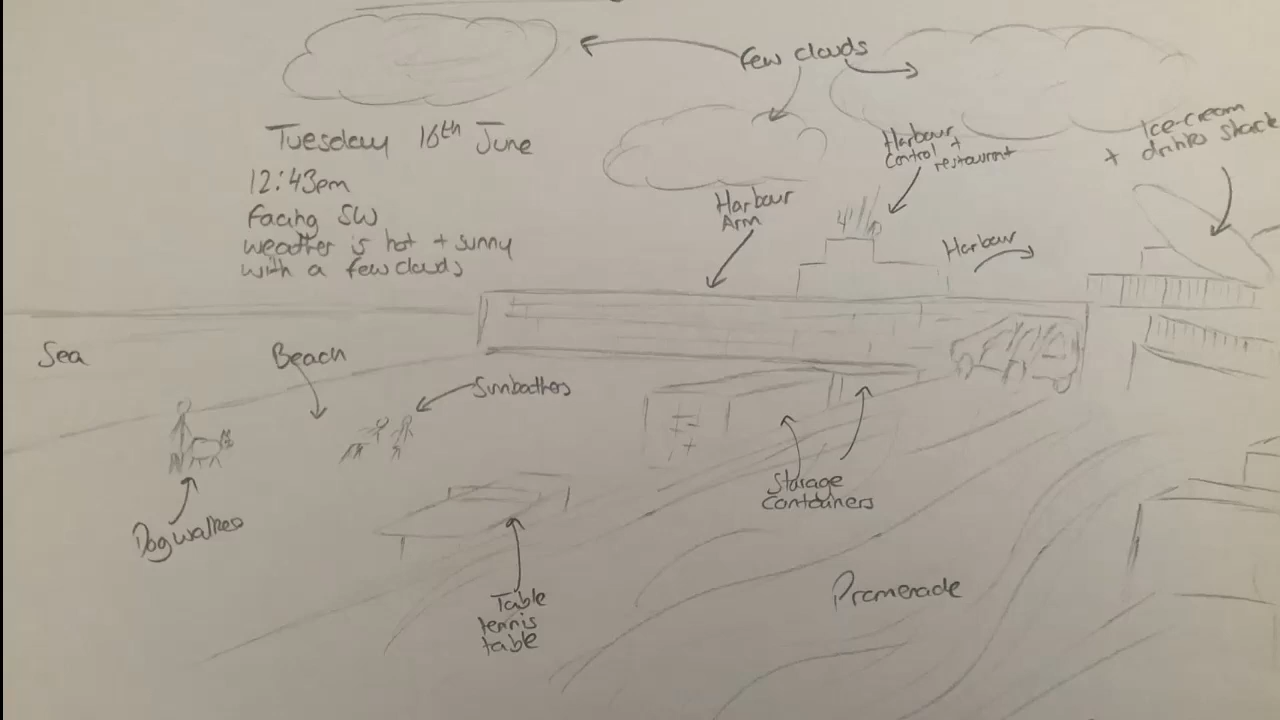 Few clouds
Ice-cream
+ drinks shack
Tuesday 16th June
12:43pm
Facing SW
weather is hot + sunny
with a few clouds
Harbour
Control +
restaurant
Harbour
Arm
Harbour
Sea
Beach
Sunbathers
Storage
Containers
Dog walker
Table
tennis
table
Promenade